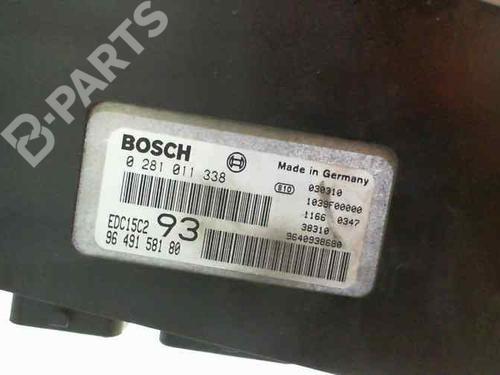 B-PARTS
BOSCH
0 281 011 338
Made in Germany
e10 030310
1039F00000
1166 0347
38310
9640938680
EDC15C2 93
96 491 581 80